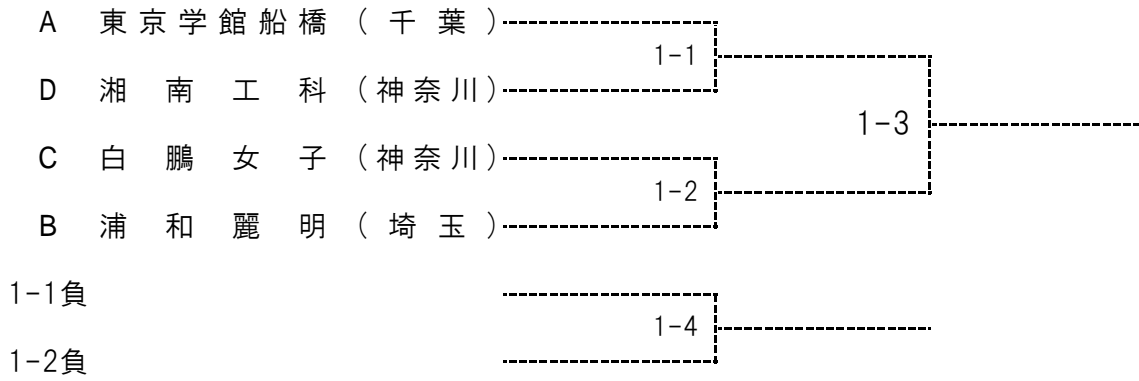 A 東京学館船橋(千葉)
1-1
D 湘南工科(神奈川)
1-3
C 白鵬女子(神奈川)
1-2
B 浦和麗明(埼玉)
1-1負
1-4
1-2負